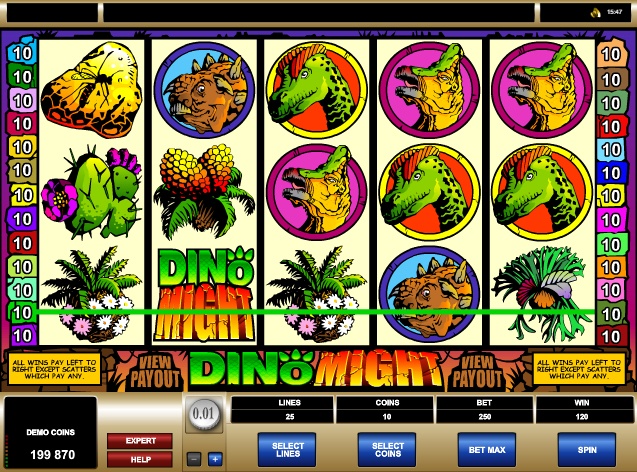 15:47
10 10
10 10
10 10
10 10
10 10
10 10
10 10
10 10
10 10
10 10
10 10
10 10
10 10
DINO
MIGHT
ALL WINS PAY LEFT TO
RIGHT EXCEPT SCATTERS
WHICH PAY ANY.
VIEW
PAYOUT
DINO MIGHT
VIEW
PAYOUT
ALL WINS PAY LEFT TO
RIGHT EXCEPT SCATTERS
WHICH PAY ANY.
DEMO COINS
199 870
EXPERT
HELP
0.01
− +
LINES
25
COINS
10
BET
250
WIN
120
SELECT
LINES
SELECT
COINS
BET MAX
SPIN